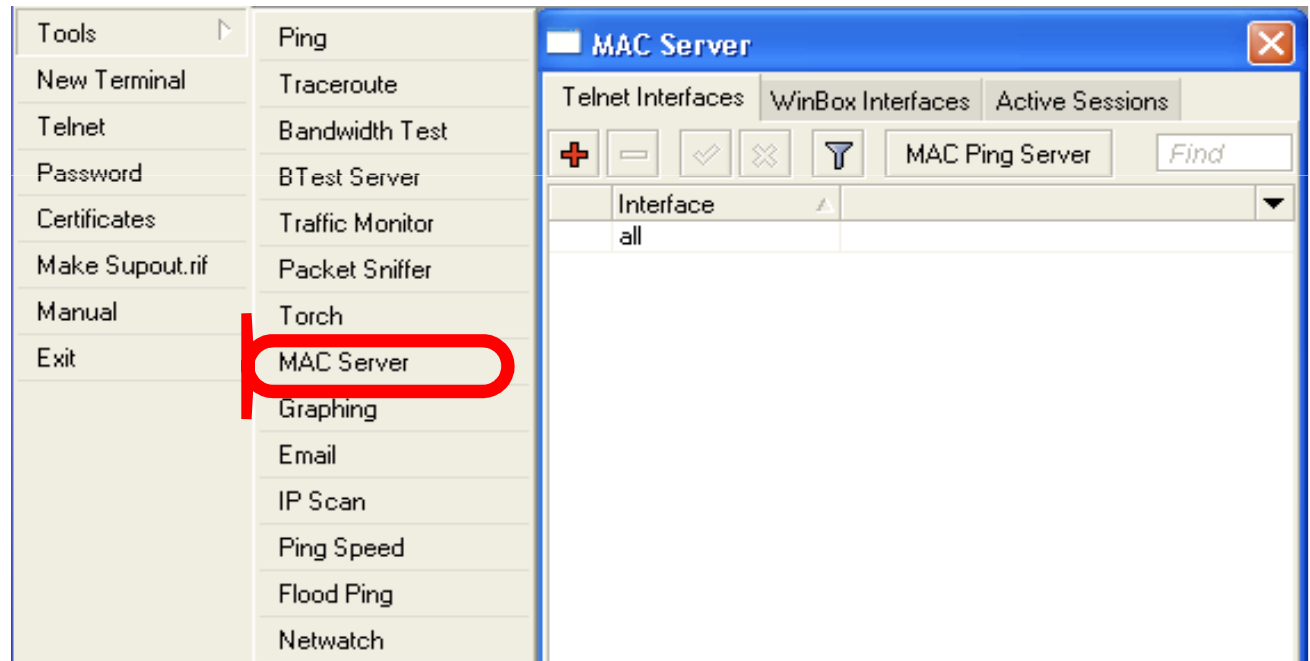 Tools
New Terminal
Telnet
Password
Certificates
Make Supout.rif
Manual
Exit
Ping
Traceroute
Bandwidth Test
BTest Server
Traffic Monitor
Packet Sniffer
Torch
MAC Server
Graphing
Email
IP Scan
Ping Speed
Flood Ping
Netwatch
MAC Server
Telnet Interfaces WinBox Interfaces Active Sessions
MAC Ping Server Find
Interface
all